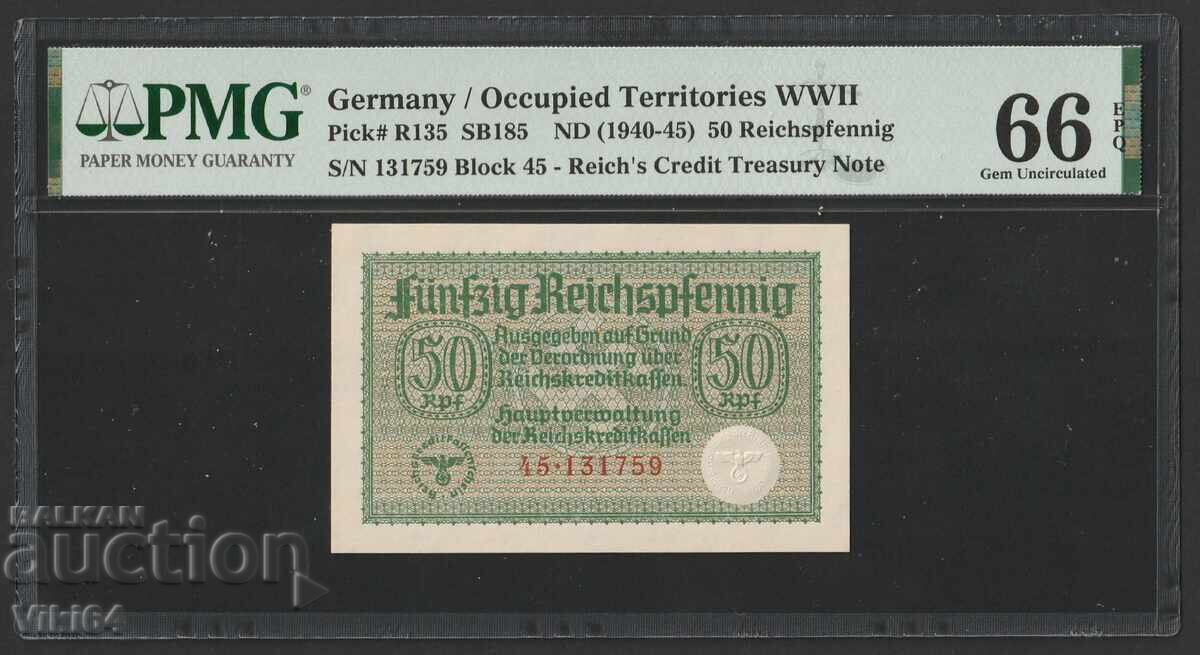 PMG®
PAPER MONEY GUARANTY
Germany / Occupied Territories WWII
Pick# R135 SB185 ND (1940-45) 50 Reichspfennig
S/N 131759 Block 45 - Reich's Credit Treasury Note
66
EPQ
Gem Uncirculated
Fünfzig Reichspfennig
Ausgegeben auf Grund
der Verordnung über
Reichskreditkassen
50
Rpf
50
Rpf
Hauptverwaltung
der Reichskreditkassen
Reichskreditkassenschein
45·131759
BALKAN
auction
Viki64